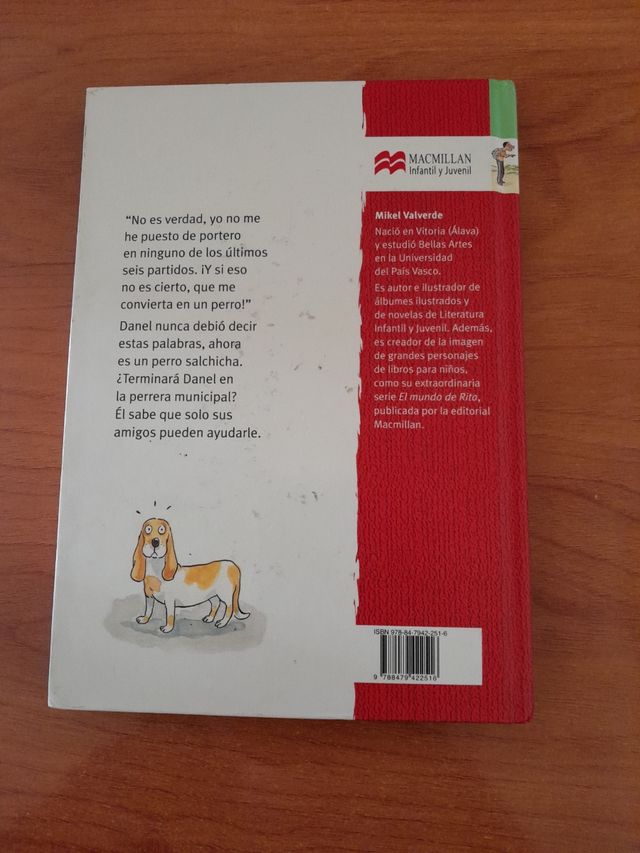 MACMILLAN
Infantil y Juvenil
"No es verdad, yo no me
he puesto de portero
en ninguno de los últimos
seis partidos. ¡Y si eso
no es cierto, que me
convierta en un perro!"
Danel nunca debió decir
estas palabras, ahora
es un perro salchicha.
¿Terminará Danel en
la perrera municipal?
Él sabe que solo sus
amigos pueden ayudarle.
Mikel Valverde
Nació en Vitoria (Álava)
y estudió Bellas Artes
en la Universidad
del País Vasco.
Es autor e ilustrador de
álbumes ilustrados y
de novelas de Literatura
Infantil y Juvenil. Además,
es creador de la imagen
de grandes personajes
de libros para niños,
como su extraordinaria
serie El mundo de Rita,
publicada por la editorial
Macmillan.
ISBN 978-84-7942-251-6
9 788479 422516